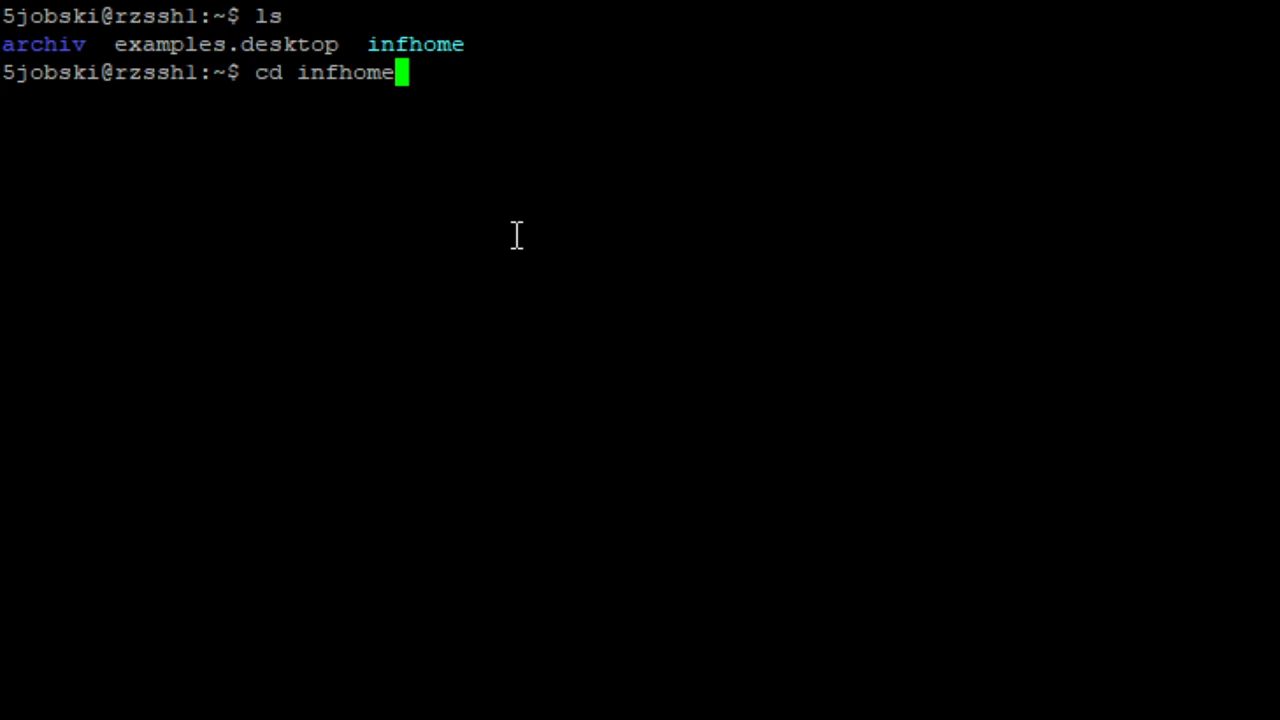 5jobski@rzssh1:~$ ls
archiv  examples.desktop  infhome
5jobski@rzssh1:~$ cd infhome